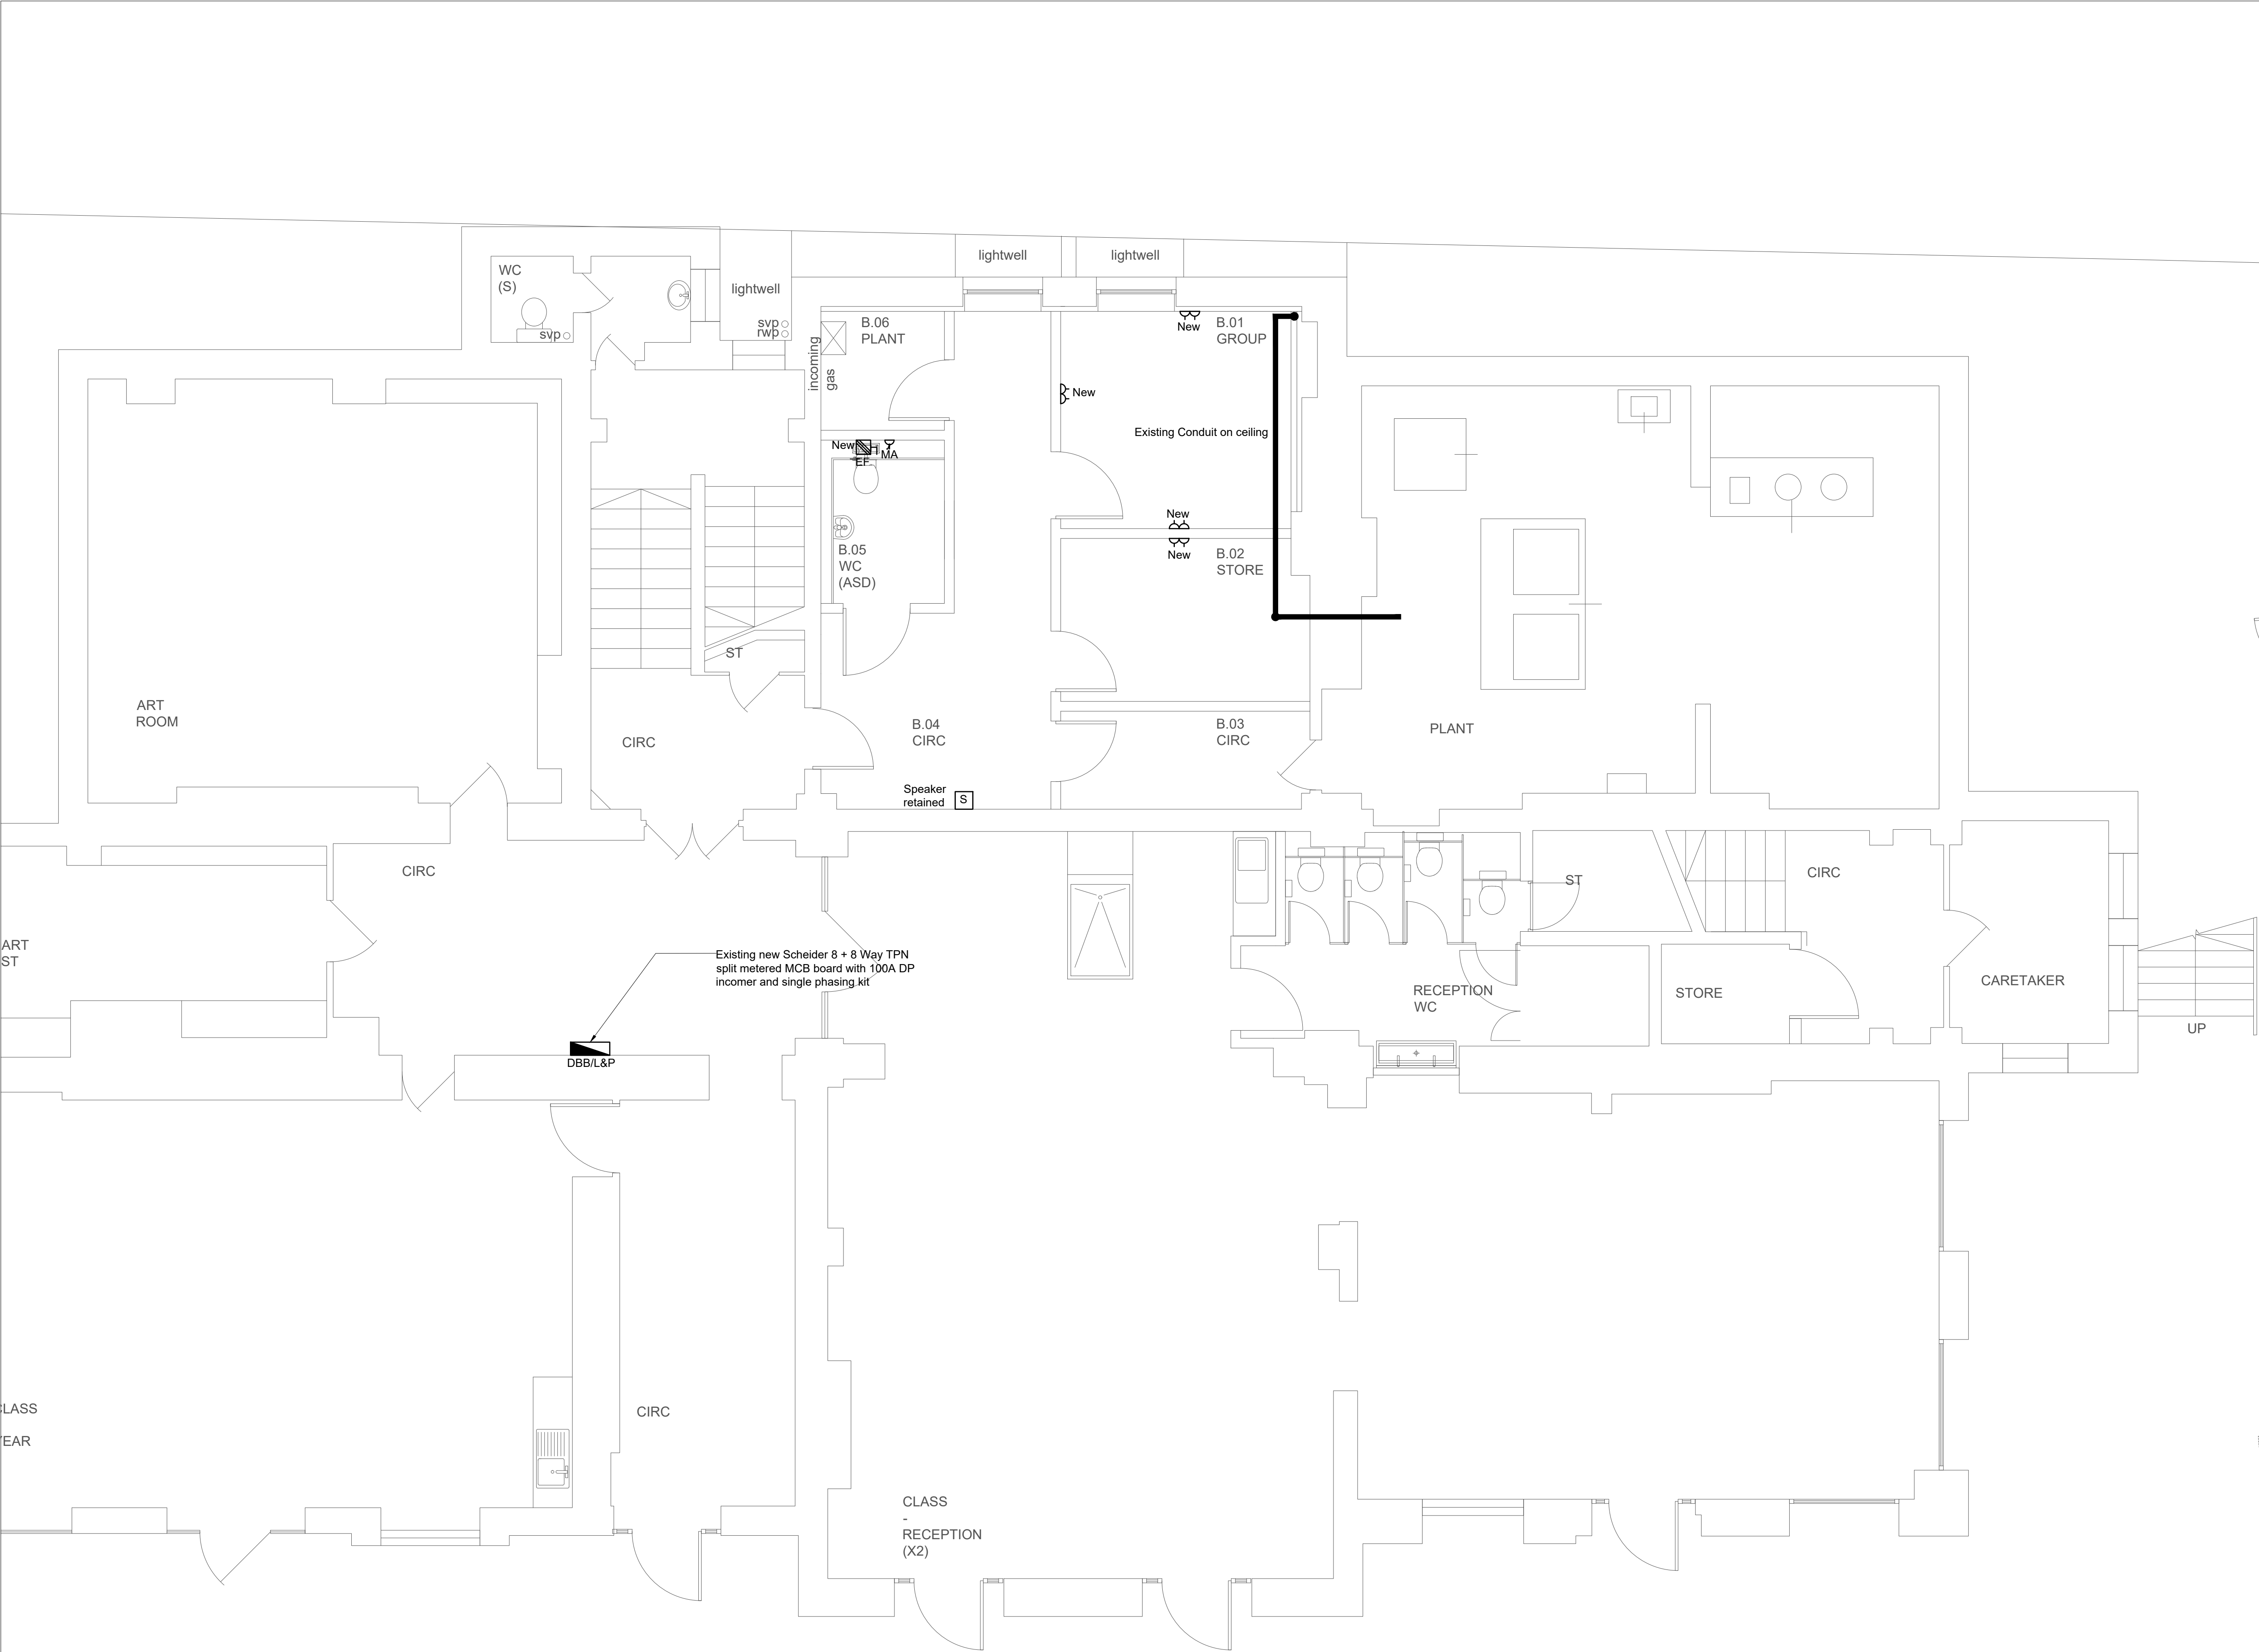 lightwell
lightwell
WC
(S)
lightwell
svp
svp
rwp
B.06
PLANT
New
B.01
GROUP
incoming
gas
New
Existing Conduit on ceiling
New
EF
MA
New
New
B.05
WC
(ASD)
B.02
STORE
ST
ART
ROOM
CIRC
B.04
CIRC
B.03
CIRC
PLANT
Speaker
retained
S
CIRC
ST
CIRC
ART
ST
Existing new Scheider 8 + 8 Way TPN
split metered MCB board with 100A DP
incomer and single phasing kit
RECEPTION
WC
STORE
CARETAKER
UP
DBB/L&P
LASS
EAR
CIRC
CLASS
-
RECEPTION
(X2)